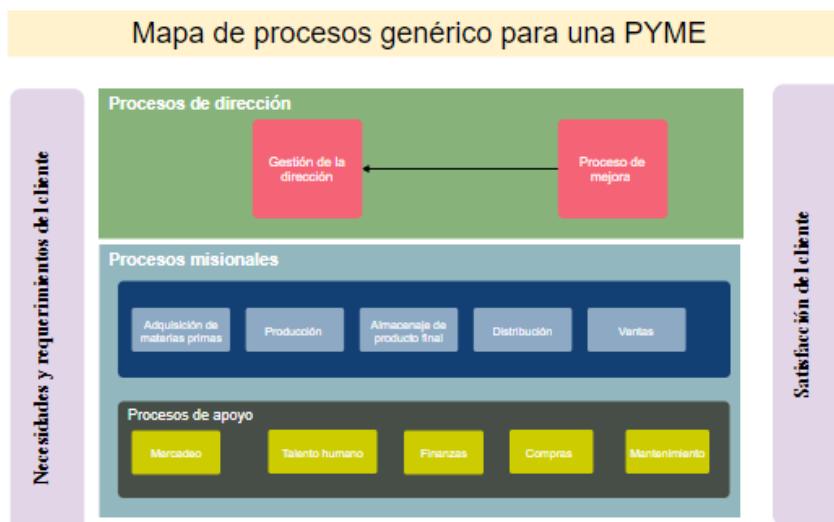 Mapa de procesos genérico para una PYME
Necesidades y requerimientos del cliente
Procesos de dirección
Gestión de la
dirección
Proceso de
mejora
Procesos misionales
Adquisición de
materias primas
Producción
Almacenaje de
producto final
Distribución
Ventas
Procesos de apoyo
Mercadeo
Talento humano
Finanzas
Compras
Mantenimiento
Satisfacción del cliente